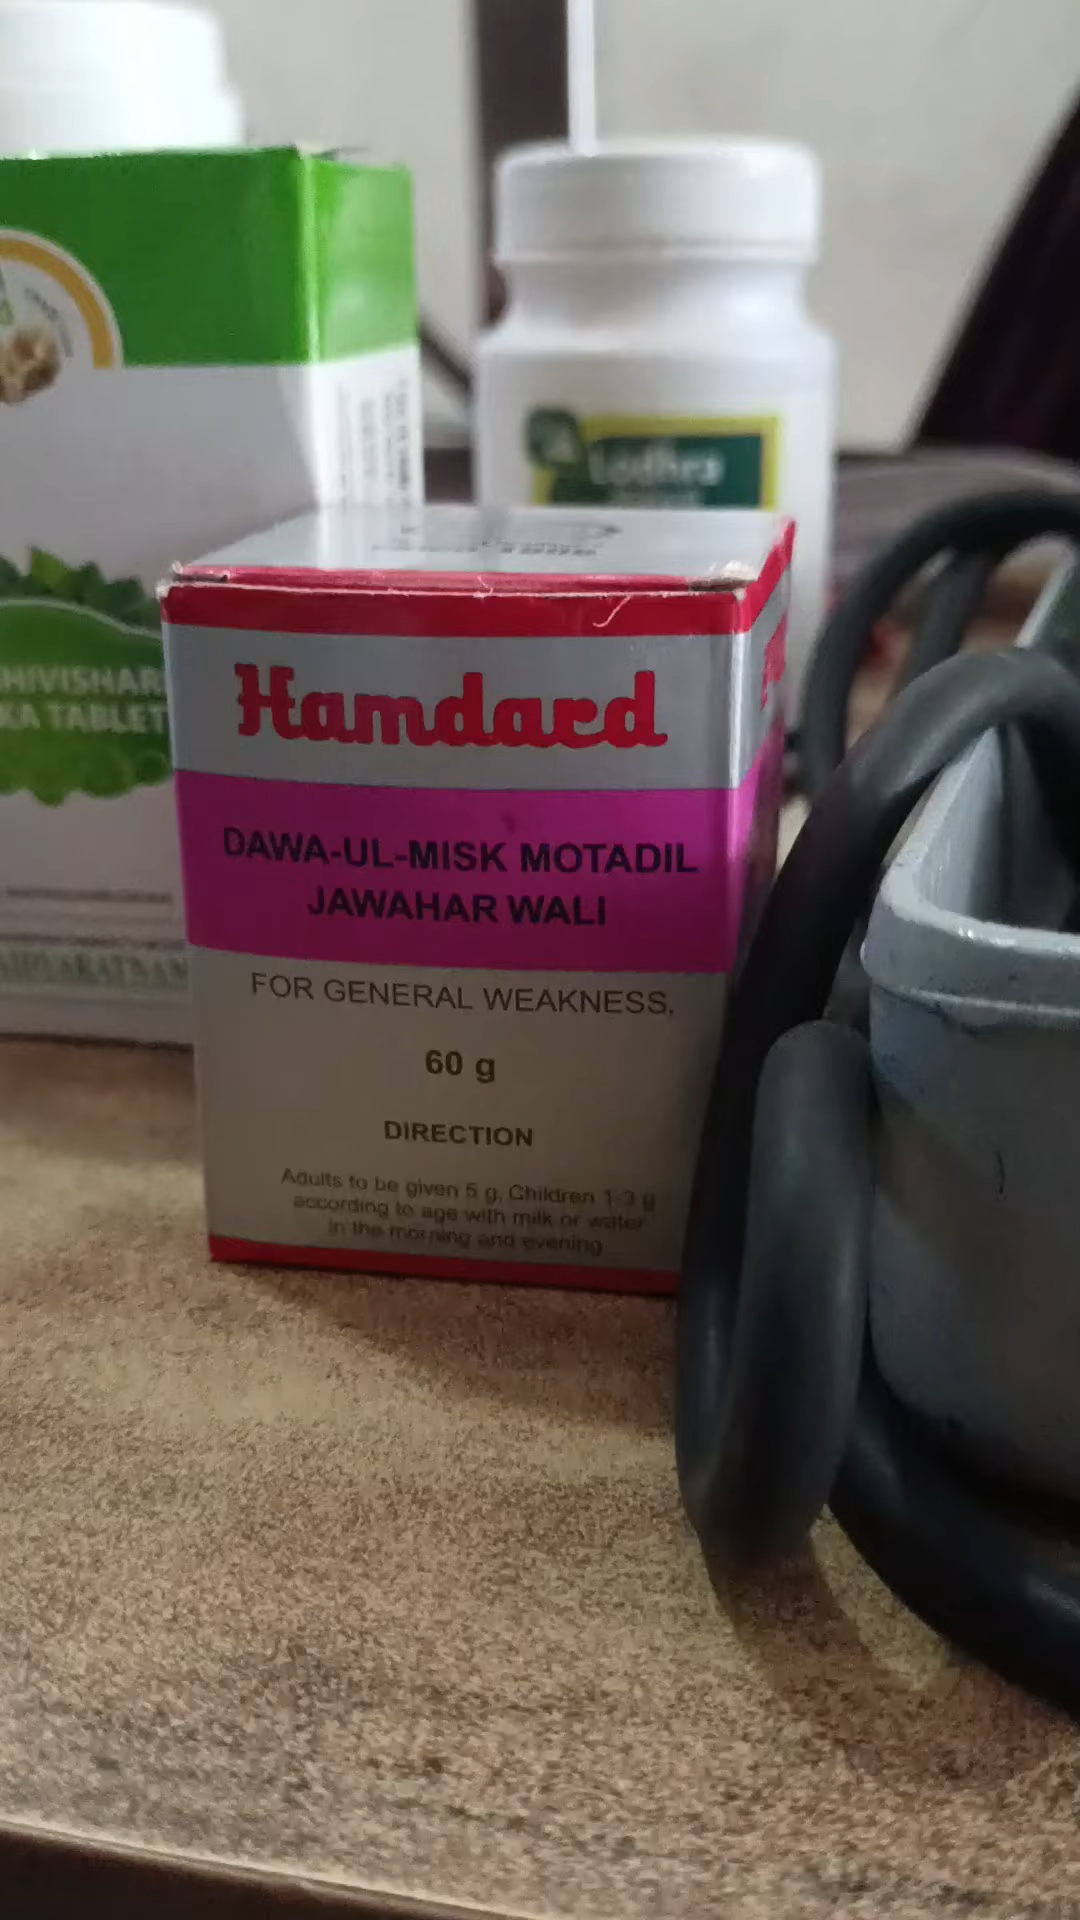 Lodhra
HIVISHAR
KA TABLET
Hamdard
DAWA-UL-MISK MOTADIL
JAWAHAR WALI
FOR GENERAL WEAKNESS.
60 g
DIRECTION
Adults to be given 5 g, Children 1-3 g
according to age with milk or water
in the morning and evening